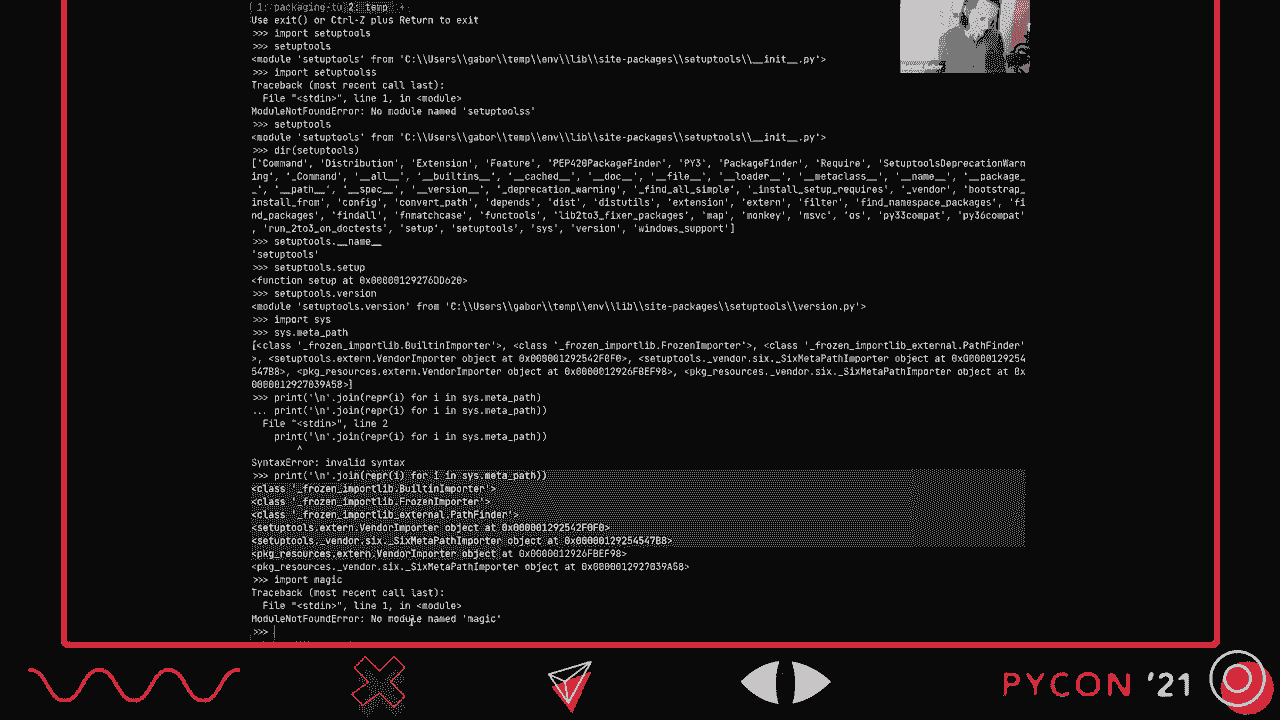 1: packaging-tu 2: temp +
Use exit() or Ctrl-Z plus Return to exit
>>> import setuptools
>>> setuptools
<module 'setuptools' from 'C:\\Users\\gabor\\temp\\env\\lib\\site-packages\\setuptools\\__init__.py'>
>>> import setuptoolss
Traceback (most recent call last):
  File "<stdin>", line 1, in <module>
ModuleNotFoundError: No module named 'setuptoolss'
>>> setuptools
<module 'setuptools' from 'C:\\Users\\gabor\\temp\\env\\lib\\site-packages\\setuptools\\__init__.py'>
>>> dir(setuptools)
['Command', 'Distribution', 'Extension', 'Feature', 'PEP420PackageFinder', 'PY3', 'PackageFinder', 'Require', 'SetuptoolsDeprecationWarn
ing', '_Command', '__all__', '__builtins__', '__cached__', '__doc__', '__file__', '__loader__', '__metaclass__', '__name__', '__package_
_', '__path__', '__spec__', '__version__', '_deprecation_warning', '_find_all_simple', '_install_setup_requires', '_vendor', 'bootstrap_
install_from', 'config', 'convert_path', 'depends', 'dist', 'distutils', 'extension', 'extern', 'filter', 'find_namespace_packages', 'fi
nd_packages', 'findall', 'fnmatchcase', 'functools', 'lib2to3_fixer_packages', 'map', 'monkey', 'msvc', 'os', 'py33compat', 'py36compat'
, 'run_2to3_on_doctests', 'setup', 'setuptools', 'sys', 'version', 'windows_support']
>>> setuptools.__name__
'setuptools'
>>> setuptools.setup
<function setup at 0x00000129276DD620>
>>> setuptools.version
<module 'setuptools.version' from 'C:\\Users\\gabor\\temp\\env\\lib\\site-packages\\setuptools\\version.py'>
>>> import sys
>>> sys.meta_path
[<class '_frozen_importlib.BuiltinImporter'>, <class '_frozen_importlib.FrozenImporter'>, <class '_frozen_importlib_external.PathFinder'
>, <setuptools.extern.VendorImporter object at 0x000001292542F0F0>, <setuptools._vendor.six._SixMetaPathImporter object at 0x00000129254
547B8>, <pkg_resources.extern.VendorImporter object at 0x0000012926FBEF98>, <pkg_resources._vendor.six._SixMetaPathImporter object at 0x
0000012927039A58>]
>>> print('\n'.join(repr(i) for i in sys.meta_path)
... print('\n'.join(repr(i) for i in sys.meta_path))
  File "<stdin>", line 2
    print('\n'.join(repr(i) for i in sys.meta_path))
        ^
SyntaxError: invalid syntax
>>> print('\n'.join(repr(i) for i in sys.meta_path))
<class '_frozen_importlib.BuiltinImporter'>
<class '_frozen_importlib.FrozenImporter'>
<class '_frozen_importlib_external.PathFinder'>
<setuptools.extern.VendorImporter object at 0x000001292542F0F0>
<setuptools._vendor.six._SixMetaPathImporter object at 0x00000129254547B8>
<pkg_resources.extern.VendorImporter object at 0x0000012926FBEF98>
<pkg_resources._vendor.six._SixMetaPathImporter object at 0x0000012927039A58>
>>> import magic
Traceback (most recent call last):
  File "<stdin>", line 1, in <module>
ModuleNotFoundError: No module named 'magic'
>>>
PYCON '21